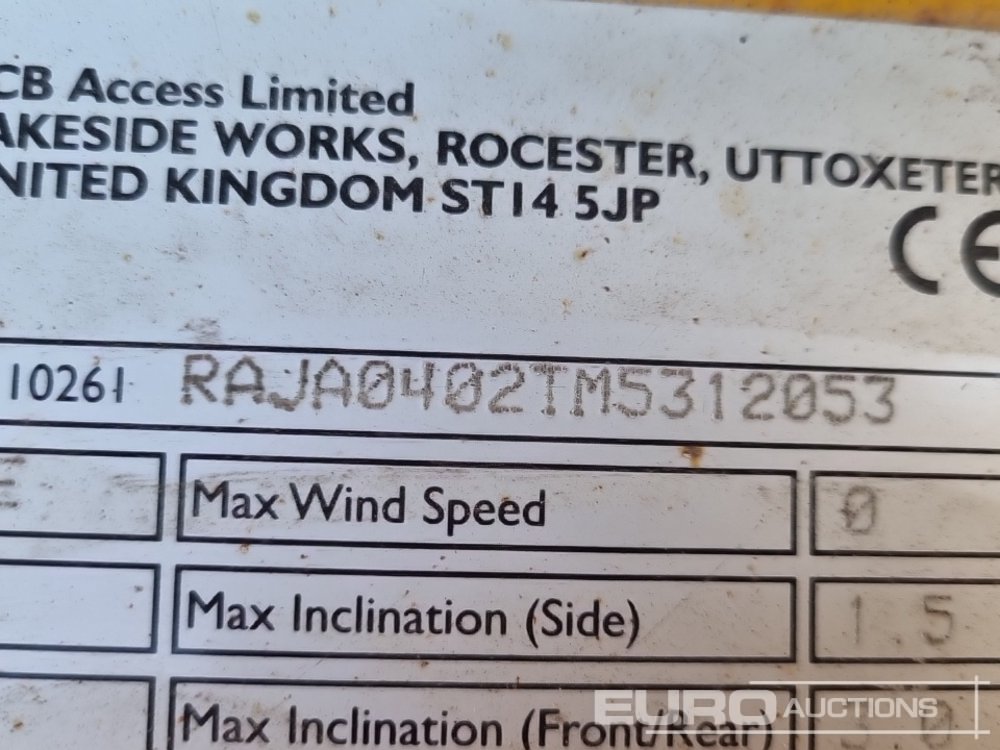 CB Access Limited
AKESIDE WORKS, ROCESTER, UTTOXETER
NITED KINGDOM ST14 5JP
CE
10261 RAJA0402TM5312053
Max Wind Speed 0
Max Inclination (Side) 1.5
Max Inclination (Front/Rear)
EURO AUCTIONS